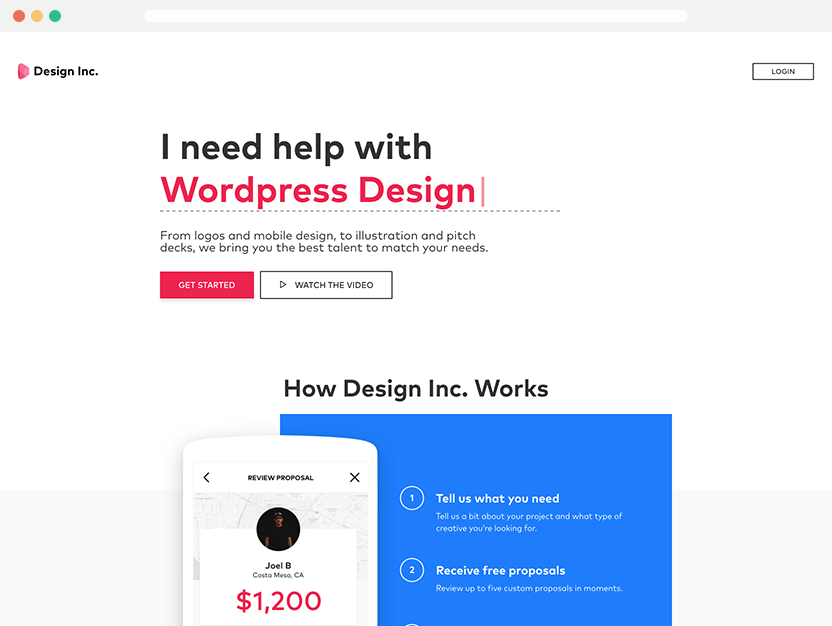 Design Inc.
LOGIN
I need help with
Wordpress Design
From logos and mobile design, to illustration and pitch
decks, we bring you the best talent to match your needs.
GET STARTED
WATCH THE VIDEO
How Design Inc. Works
REVIEW PROPOSAL
Joel B
Costa Mesa, CA
$1,200
1
Tell us what you need
Tell us a bit about your project and what type of
creative you're looking for.
2
Receive free proposals
Review up to five custom proposals in moments.